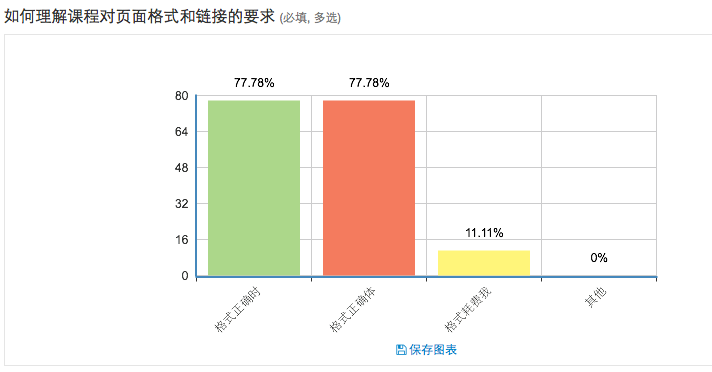 如何理解课程对页面格式和链接的要求 (必填, 多选)
77.78%
77.78%
11.11%
0%
80
64
48
32
16
0
格式正确时
格式正确体
格式耗费我
其他
保存图表